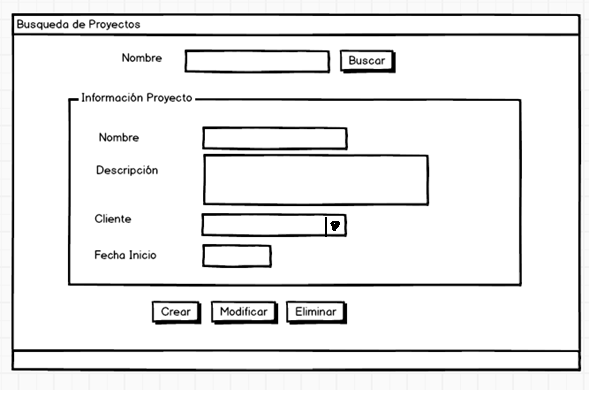 Busqueda de Proyectos
Nombre Buscar
Información Proyecto
Nombre
Descripción
Cliente
Fecha Inicio
Crear Modificar Eliminar